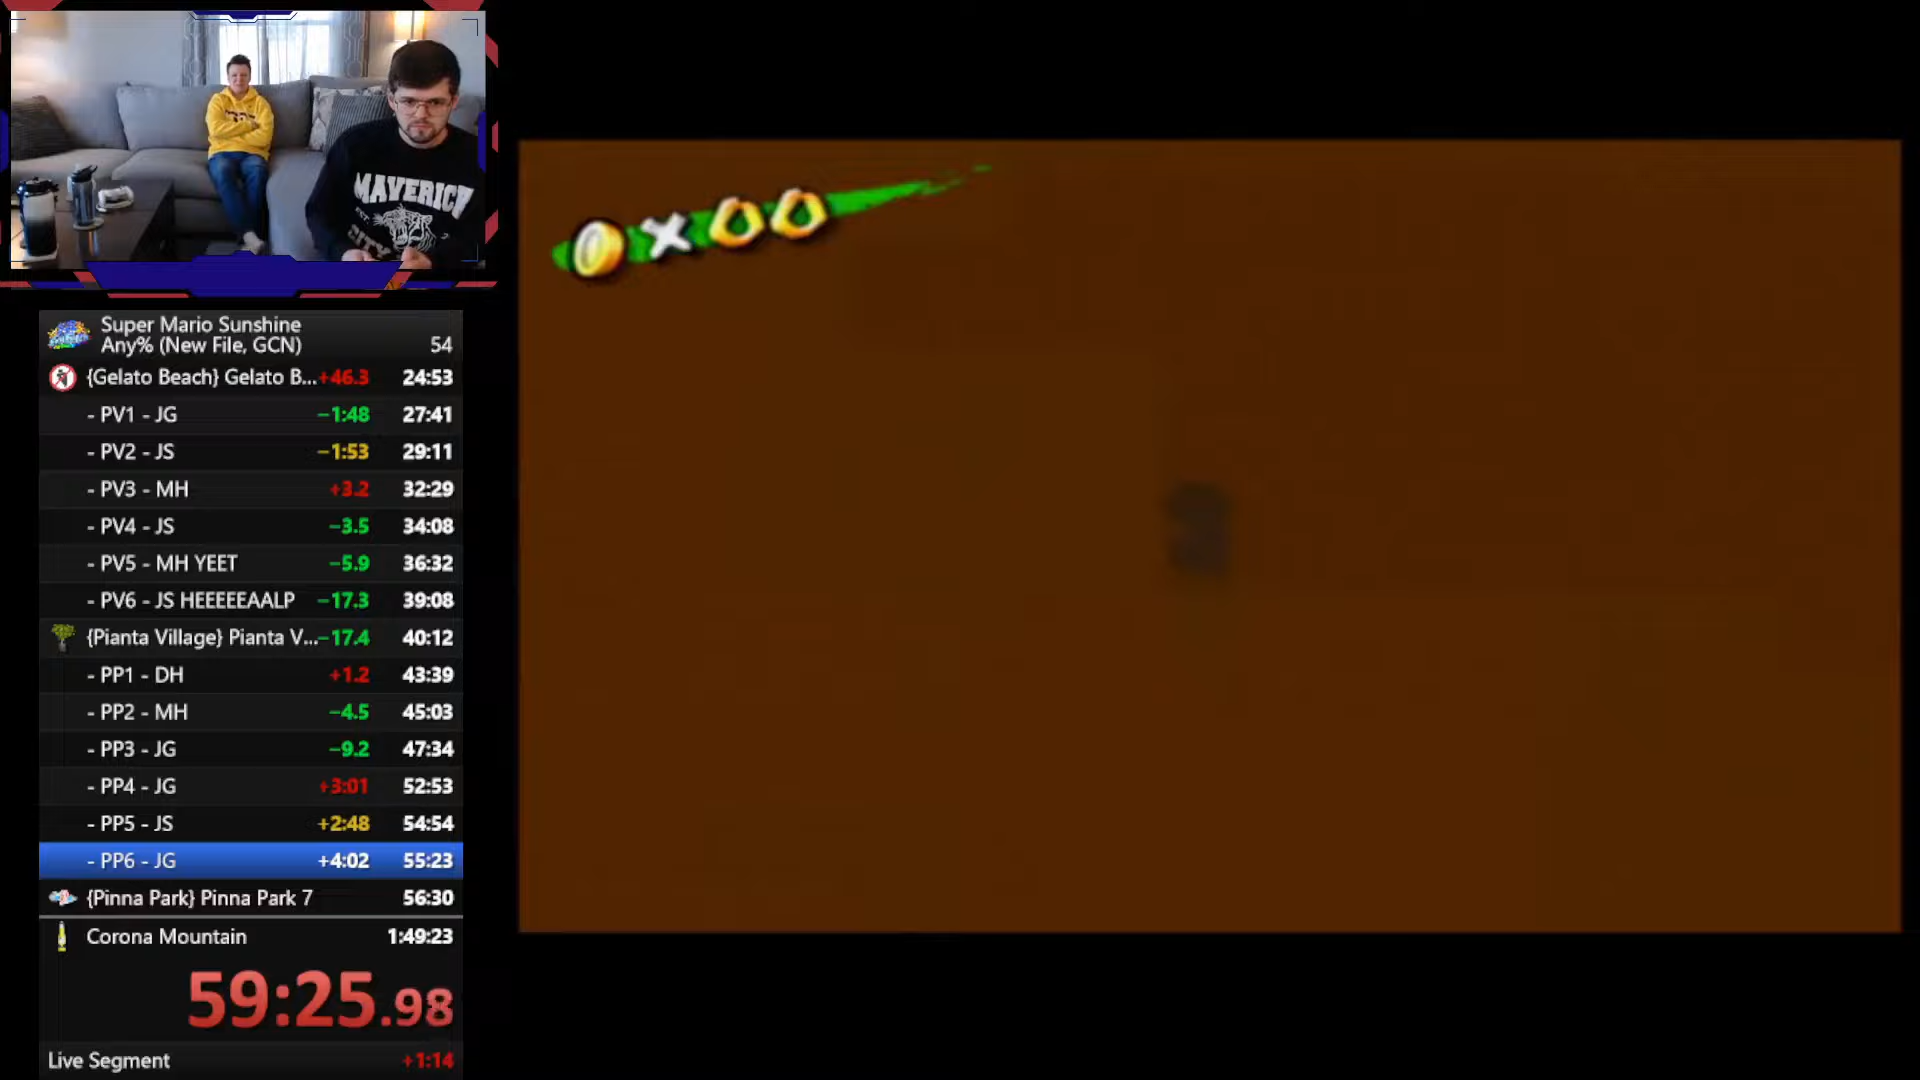 MAVERICK
CITY
×00
Super Mario Sunshine
Any% (New File, GCN) 54
{Gelato Beach} Gelato B... +46.3 24:53
- PV1 - JG −1:48 27:41
- PV2 - JS −1:53 29:11
- PV3 - MH +3.2 32:29
- PV4 - JS −3.5 34:08
- PV5 - MH YEET −5.9 36:32
- PV6 - JS HEEEEEAALP −17.3 39:08
{Pianta Village} Pianta V... −17.4 40:12
- PP1 - DH +1.2 43:39
- PP2 - MH −4.5 45:03
- PP3 - JG −9.2 47:34
- PP4 - JG +3:01 52:53
- PP5 - JS +2:48 54:54
- PP6 - JG +4:02 55:23
{Pinna Park} Pinna Park 7 56:30
Corona Mountain 1:49:23
59:25.98
Live Segment +1:14